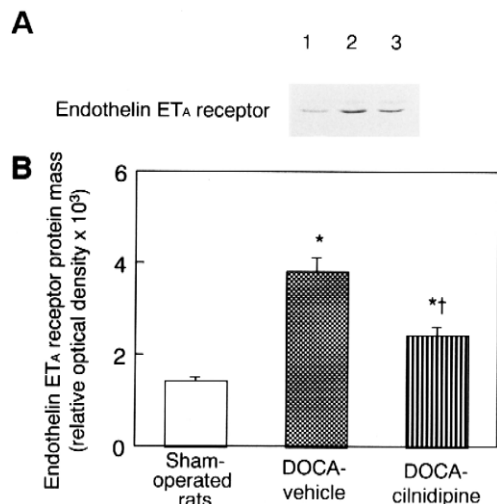 A
1 2 3
Endothelin ETA receptor
B
Endothelin ETA receptor protein mass
(relative optical density x 10³)
6
4
2
0
*
*†
Sham-
operated
rats
DOCA-
vehicle
DOCA-
cilnidipine